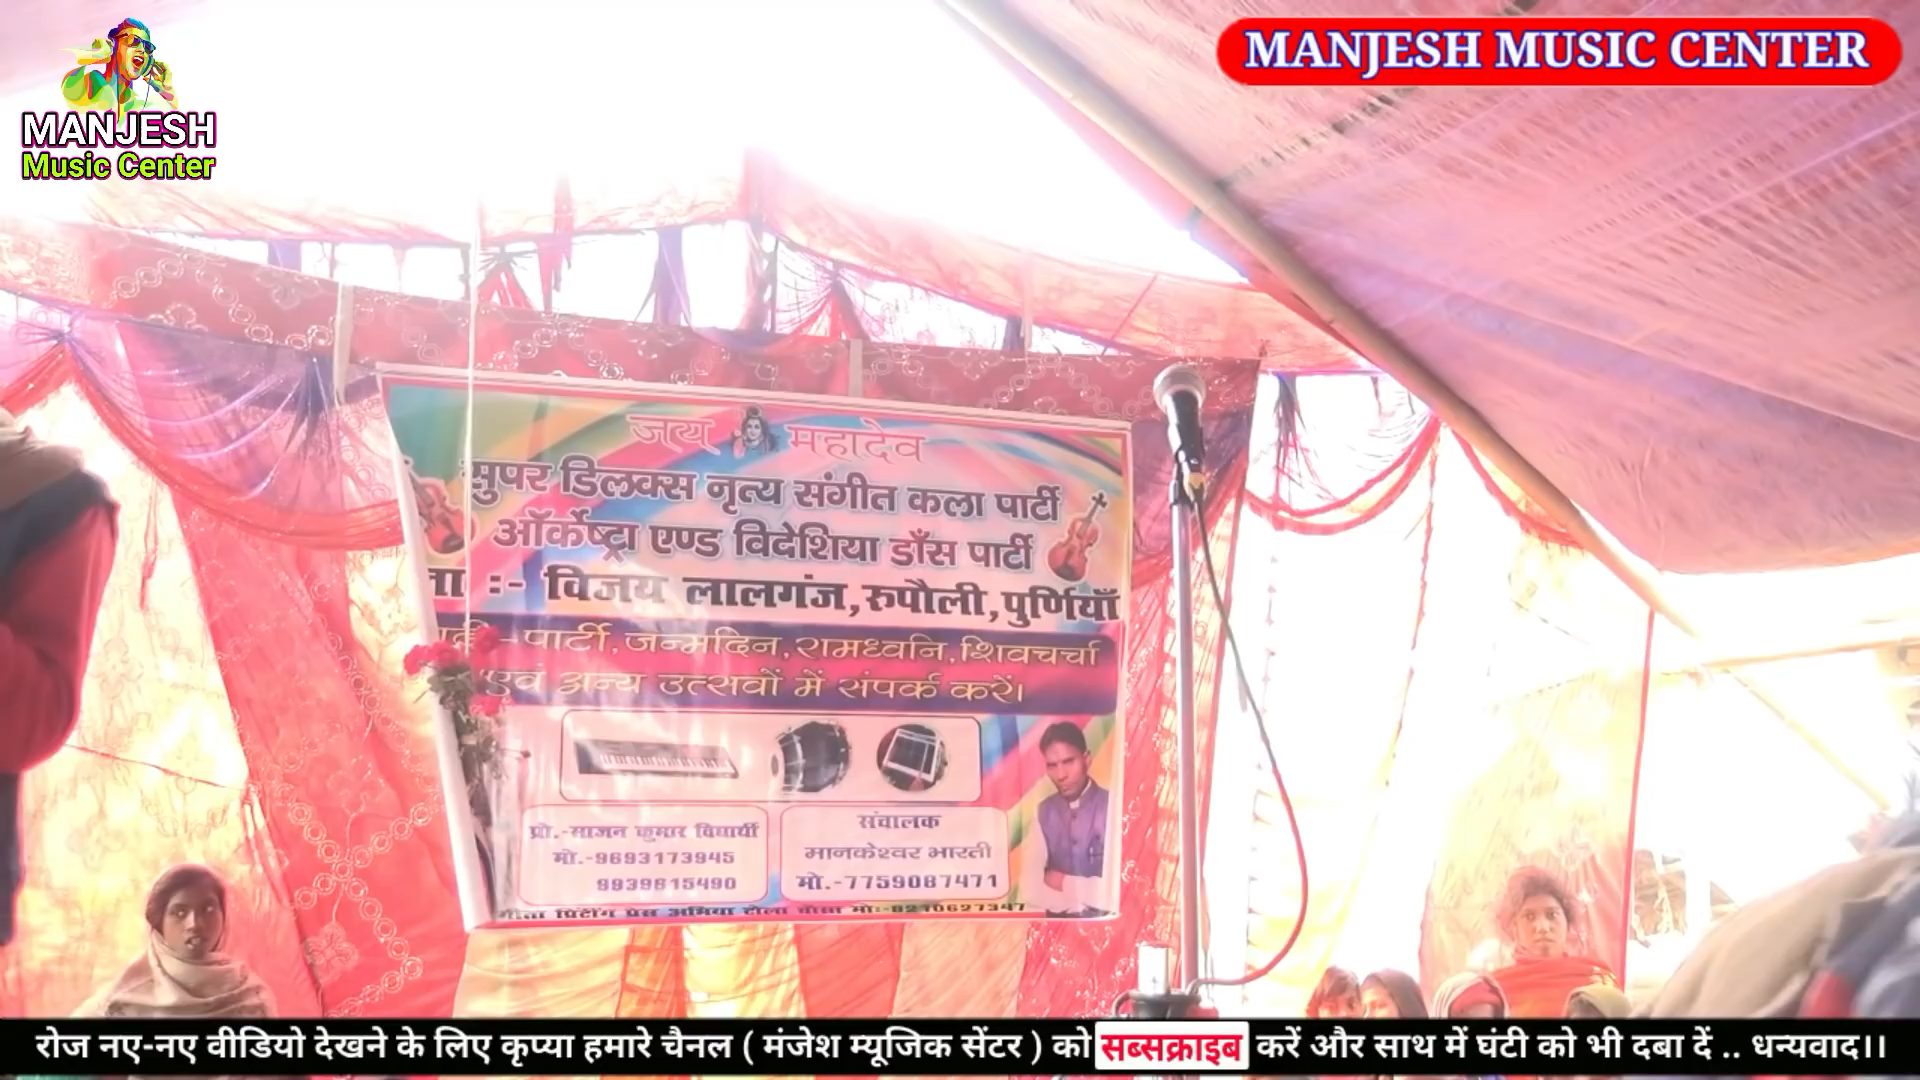 MANJESH MUSIC CENTER
MANJESH
Music Center
जय महादेव
सुपर डिलक्स नृत्य संगीत कला पार्टी
ऑर्केष्ट्रा एण्ड विदेशिया डाँस पार्टी
:- विजय लालगंज,रुपौली,पुर्णियाँ
- पार्टी, जन्मदिन, रामध्वनि, शिवचर्चा
एवं अन्य उत्सवों में संपर्क करें।
प्रो.-साजन कुमार विद्यार्थी
मो.-9693173945
9939615490
संचालक
मानकेश्वर भारती
मो.-7759087471
प्रिटींग प्रेस मो:-8210627347
रोज नए-नए वीडियो देखने के लिए कृप्या हमारे चैनल ( मंजेश म्यूजिक सेंटर ) को सब्सक्राइब करें और साथ में घंटी को भी दबा दें .. धन्यवाद।।